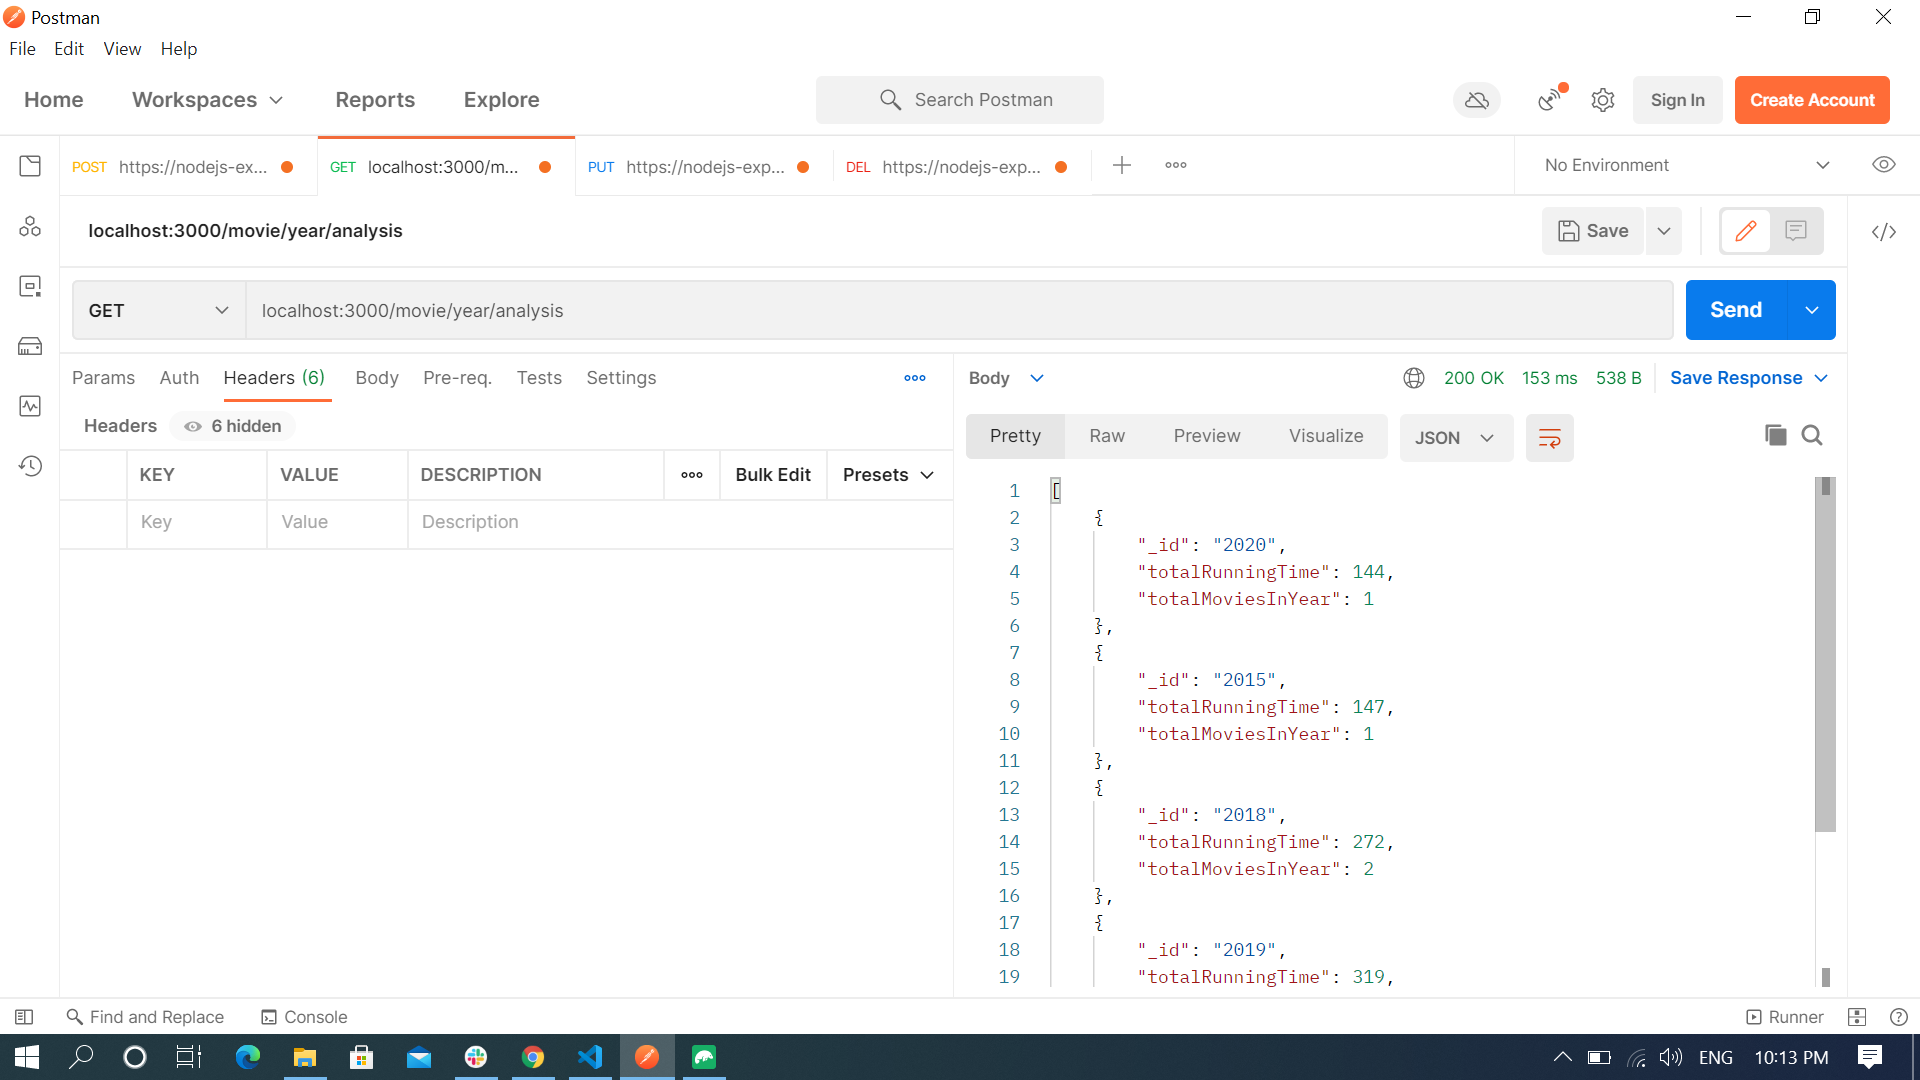 Postman
File Edit View Help
Home Workspaces Reports Explore Search Postman Sign In Create Account
POST https://nodejs-ex... GET localhost:3000/m... PUT https://nodejs-exp... DEL https://nodejs-exp... No Environment
localhost:3000/movie/year/analysis Save
GET localhost:3000/movie/year/analysis Send
Params Auth Headers (6) Body Pre-req. Tests Settings
Headers 6 hidden
KEY VALUE DESCRIPTION Bulk Edit Presets
Key Value Description
Body 200 OK 153 ms 538 B Save Response
Pretty Raw Preview Visualize JSON
1 [
2 {
3 "_id": "2020",
4 "totalRunningTime": 144,
5 "totalMoviesInYear": 1
6 },
7 {
8 "_id": "2015",
9 "totalRunningTime": 147,
10 "totalMoviesInYear": 1
11 },
12 {
13 "_id": "2018",
14 "totalRunningTime": 272,
15 "totalMoviesInYear": 2
16 },
17 {
18 "_id": "2019",
19 "totalRunningTime": 319,
Find and Replace Console Runner
ENG 10:13 PM